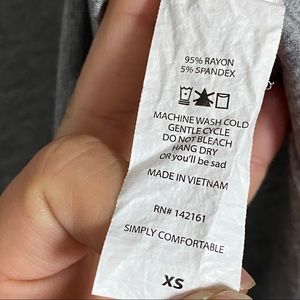 95% RAYON
5% SPANDEX
MACHINE WASH COLD
GENTLE CYCLE
DO NOT BLEACH
HANG DRY
OR you'll be sad
MADE IN VIETNAM
RN# 142161
SIMPLY COMFORTABLE
XS